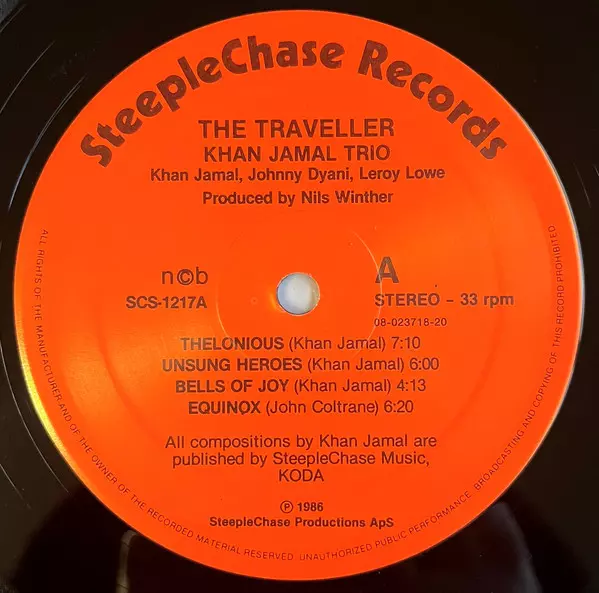 SteepleChase Records
THE TRAVELLER
KHAN JAMAL TRIO
Khan Jamal, Johnny Dyani, Leroy Lowe
Produced by Nils Winther
n©b
A
SCS-1217A
STEREO – 33 rpm
08-023718-20
THELONIOUS (Khan Jamal) 7:10
UNSUNG HEROES (Khan Jamal) 6:00
BELLS OF JOY (Khan Jamal) 4:13
EQUINOX (John Coltrane) 6:20
All compositions by Khan Jamal are
published by SteepleChase Music,
KODA
℗ 1986
SteepleChase Productions ApS
ALL RIGHTS OF THE MANUFACTURER AND OF THE OWNER OF THE RECORDED MATERIAL RESERVED · UNAUTHORIZED PUBLIC PERFORMANCE, BROADCASTING AND COPYING OF THIS RECORD PROHIBITED